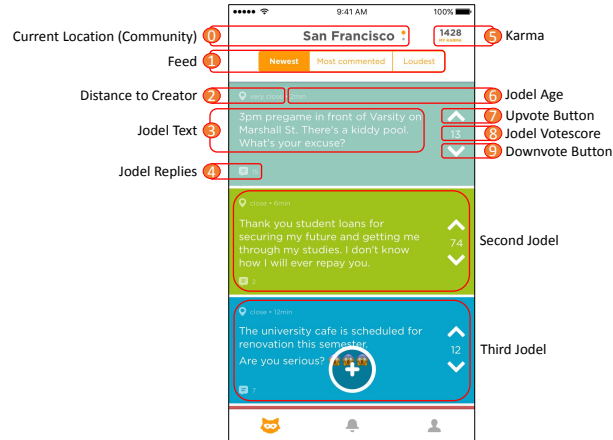 9:41 AM
100%
Current Location (Community) 0
San Francisco
1428
MY KARMA
5 Karma
Feed 1
Newest
Most commented
Loudest
Distance to Creator 2
very close
6 Jodel Age
Jodel Text 3
3pm pregame in front of Varsity on
Marshall St. There's a kiddy pool.
What's your excuse?
7 Upvote Button
13
8 Jodel Votescore
9 Downvote Button
Jodel Replies 4
close • 6min
Thank you student loans for
securing my future and getting me
through my studies. I don't know
how I will ever repay you.
74
Second Jodel
2
close • 12min
The university cafe is scheduled for
renovation this semester.
Are you serious?
12
Third Jodel
7